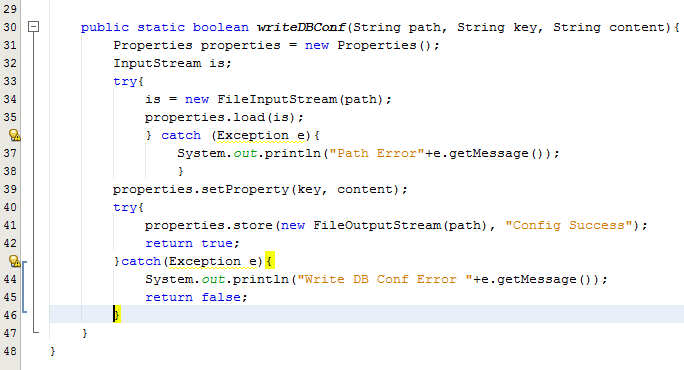 29
30 public static boolean writeDBConf(String path, String key, String content){
31 Properties properties = new Properties();
32 InputStream is;
33 try{
34 is = new FileInputStream(path);
35 properties.load(is);
} catch (Exception e){
37 System.out.println("Path Error"+e.getMessage());
38 }
39 properties.setProperty(key, content);
40 try{
41 properties.store(new FileOutputStream(path), "Config Success");
42 return true;
}catch(Exception e){
44 System.out.println("Write DB Conf Error "+e.getMessage());
45 return false;
46 }
47 }
48 }